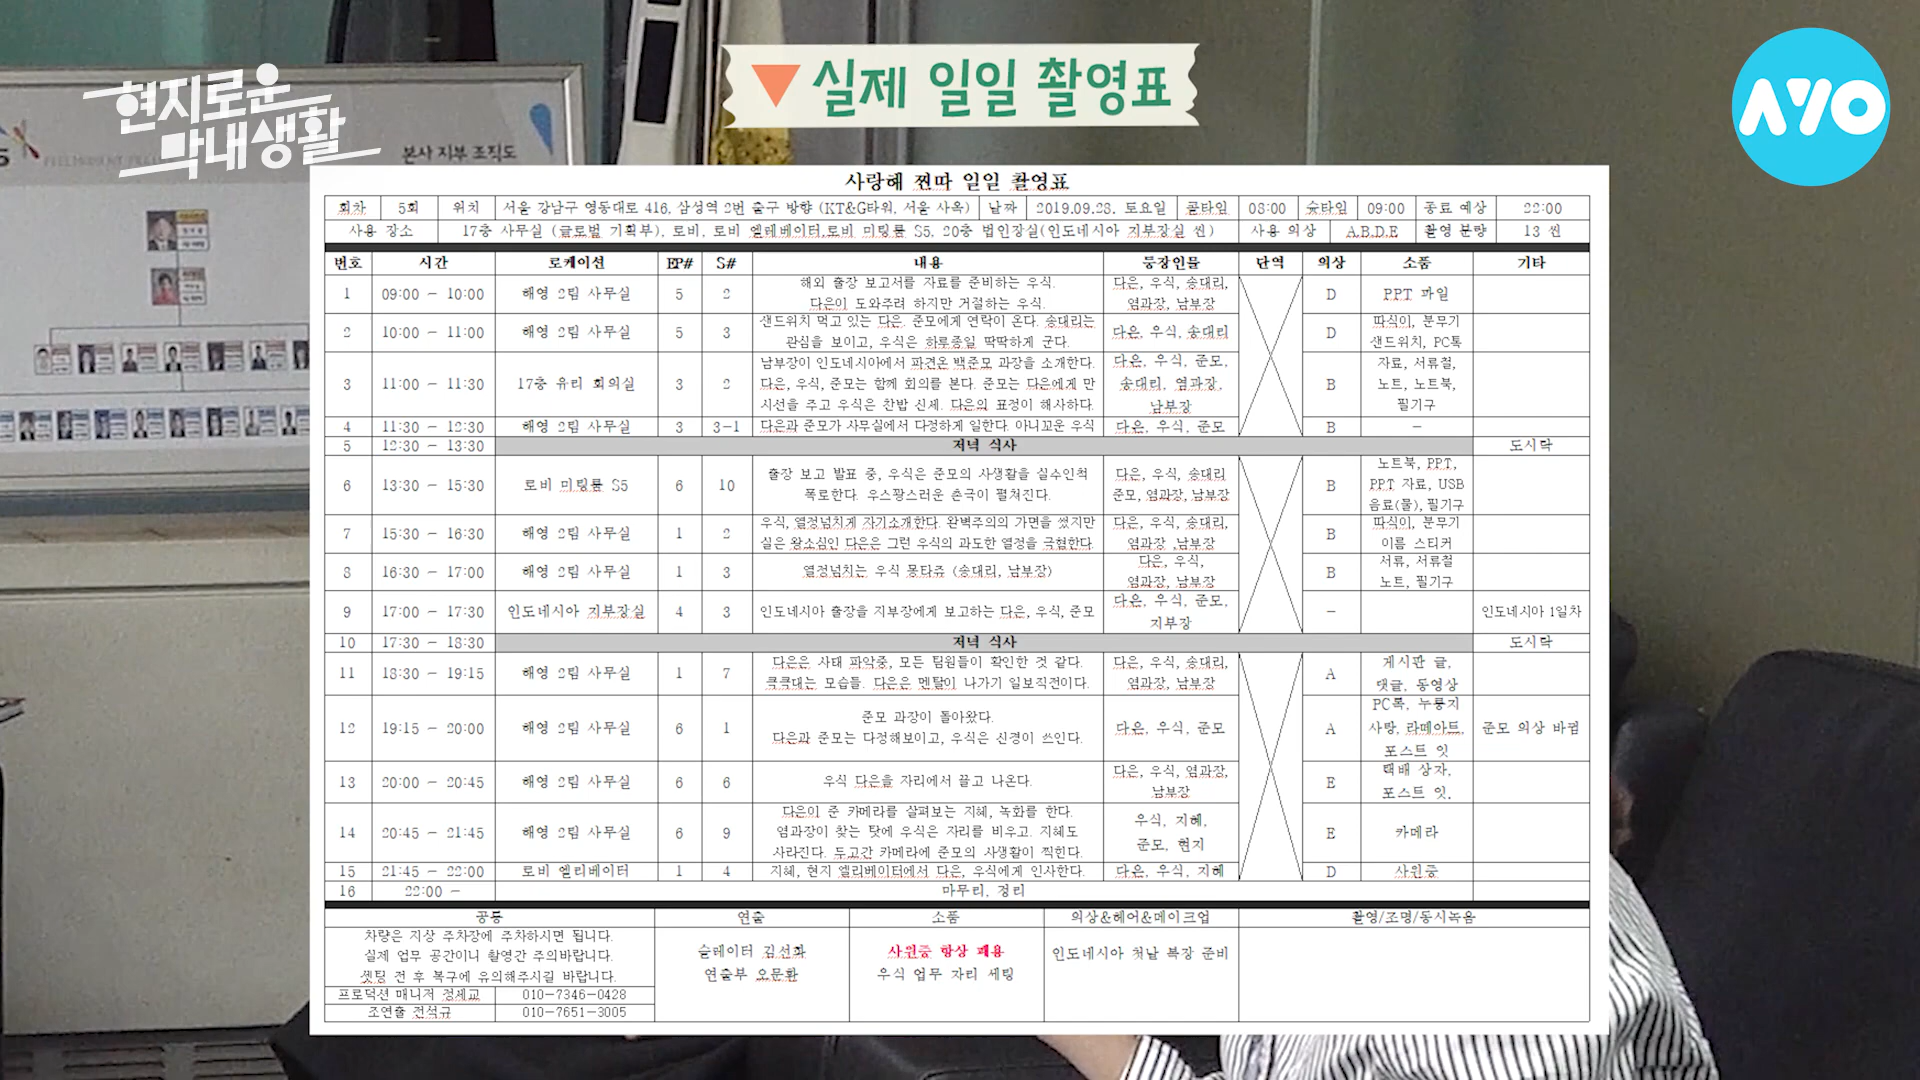 현지로운
막내생활
▼실제 일일 촬영표
AYO
본사 지부 조직도
사랑해 찐따 일일 촬영표
회차 5회 위치 서울 강남구 영동대로 416, 삼성역 2번 출구 방향 (KT&G타워, 서울 사옥) 날짜 2019.09.28. 토요일 콜타임 08:00 슛타임 09:00 종료 예상 22:00
사용 장소 17층 사무실 (글로벌 기획부), 로비, 로비 엘레베이터,로비 미팅룸 S5, 20층 법인장실(인도네시아 지부장실 씬) 사용 의상 A,B,D,E 촬영 분량 13 씬
번호 시간 로케이션 EP# S# 내용 등장인물 단역 의상 소품 기타
1 09:00 - 10:00 해영 2팀 사무실 5 2 해외 출장 보고서를 자료를 준비하는 우식. 다은, 우식, 송대리, D PPT 파일
다은이 도와주려 하지만 거절하는 우식. 염과장, 남부장
2 10:00 - 11:00 해영 2팀 사무실 5 3 샌드위치 먹고 있는 다은. 준모에게 연락이 온다. 송대리는 다은, 우식, 송대리 D 따식이, 분무기
관심을 보이고, 우식은 하루종일 딱딱하게 군다. 샌드위치, PC톡
3 11:00 - 11:30 17층 유리 회의실 3 2 남부장이 인도네시아에서 파견온 백준모 과장을 소개한다. 다은, 우식, 준모, B 자료, 서류철,
다은, 우식, 준모는 함께 회의를 본다. 준모는 다은에게 만 송대리, 염과장, 노트, 노트북,
시선을 주고 우식은 찬밥 신세. 다은의 표정이 해사하다. 남부장 필기구
4 11:30 - 12:30 해영 2팀 사무실 3 3-1 다은과 준모가 사무실에서 다정하게 일한다. 아니꼬운 우식 다은, 우식, 준모 B -
5 12:30 - 13:30 저녁 식사 도시락
6 13:30 - 15:30 로비 미팅룸 S5 6 10 출장 보고 발표 중, 우식은 준모의 사생활을 실수인척 다은, 우식, 송대리 B 노트북, PPT,
폭로한다. 우스꽝스러운 촌극이 펼쳐진다. 준모, 염과장, 남부장 PPT 자료, USB
음료(물),필기구
7 15:30 - 16:30 해영 2팀 사무실 1 2 우식, 열정넘치게 자기소개한다. 완벽주의의 가면을 썼지만 다은, 우식, 송대리, B 따식이, 분무기
실은 왕소심인 다은은 그런 우식의 과도한 열정을 극혐한다. 염과장 ,남부장 이름 스티커
8 16:30 - 17:00 해영 2팀 사무실 1 3 열정넘치는 우식 몽타쥬 (송대리, 남부장) 다은, 우식, B 서류, 서류철
염과장, 남부장 노트, 필기구
9 17:00 - 17:30 인도네시아 지부장실 4 3 인도네시아 출장을 지부장에게 보고하는 다은, 우식, 준모 다은, 우식, 준모, - 인도네시아 1일차
지부장
10 17:30 - 18:30 저녁 식사 도시락
11 18:30 - 19:15 해영 2팀 사무실 1 7 다은은 사태 파악중, 모든 팀원들이 확인한 것 같다. 다은, 우식, 송대리, A 게시판 글,
큭큭대는 모습들. 다은은 멘탈이 나가기 일보직전이다. 염과장, 남부장 댓글, 동영상
12 19:15 - 20:00 해영 2팀 사무실 6 1 준모 과장이 돌아왔다. 다은, 우식, 준모 A PC톡, 누룽지
다은과 준모는 다정해보이고, 우식은 신경이 쓰인다. 사탕, 라떼아트, 준모 의상 바뀜
포스트 잇
13 20:00 - 20:45 해영 2팀 사무실 6 6 우식 다은을 자리에서 끌고 나온다. 다은, 우식, 염과장, E 택배 상자,
남부장 포스트 잇,
14 20:45 - 21:45 해영 2팀 사무실 6 9 다은이 준 카메라를 살펴보는 지혜, 녹화를 한다. 우식, 지혜, E 카메라
염과장이 찾는 탓에 우식은 자리를 비우고. 지혜도 준모, 현지
사라진다. 두고간 카메라에 준모의 사생활이 찍힌다.
15 21:45 - 22:00 로비 엘리베이터 1 4 지혜, 현지 엘리베이터에서 다은, 우식에게 인사한다. 다은, 우식, 지혜 D 사원증
16 22:00 - 마무리, 정리
공통 연출 소품 의상&헤어&메이크업 촬영/조명/동시녹음
차량은 지상 주차장에 주차하시면 됩니다.
실제 업무 공간이니 촬영간 주의바랍니다.
셋팅 전 후 복구에 유의해주시길 바랍니다.
프로덕션 매니저 정세교 010-7346-0428
조연출 전석규 010-7651-3005
슬레이터 김선화
연출부 오문환
사원증 항상 패용
우식 업무 자리 세팅
인도네시아 첫날 복장 준비